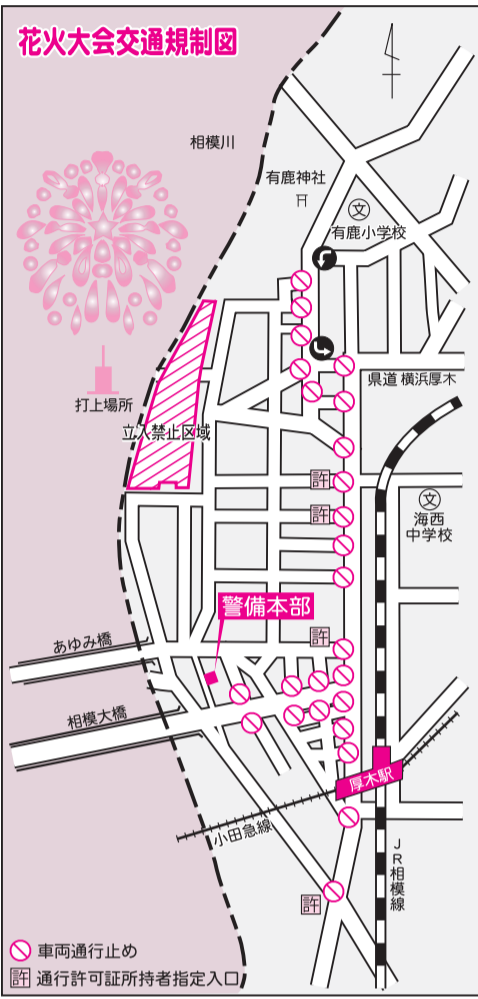 花火大会交通規制図
相模川
有鹿神社
文
有鹿小学校
県道 横浜厚木
打上場所
立入禁止区域
許
文
海西
中学校
許
警備本部
許
あゆみ橋
相模大橋
厚木駅
小田急線
JR相模線
許
車両通行止め
許 通行許可証所持者指定入口